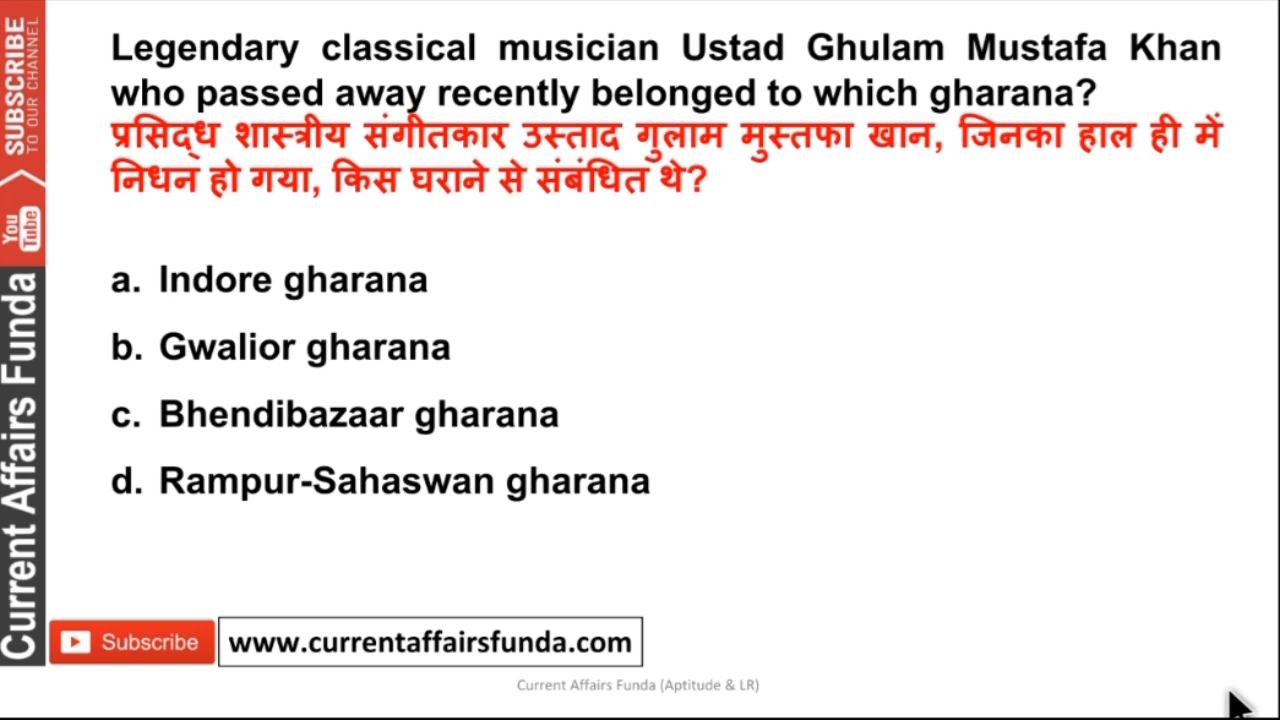 Legendary classical musician Ustad Ghulam Mustafa Khan
who passed away recently belonged to which gharana?
प्रसिद्ध शास्त्रीय संगीतकार उस्ताद गुलाम मुस्तफा खान, जिनका हाल ही में
निधन हो गया, किस घराने से संबंधित थे?
a. Indore gharana
b. Gwalior gharana
c. Bhendibazaar gharana
d. Rampur-Sahaswan gharana
SUBSCRIBE
TO OUR CHANNEL
You
Tube
Current Affairs Funda
Subscribe
www.currentaffairsfunda.com
Current Affairs Funda (Aptitude & LR)